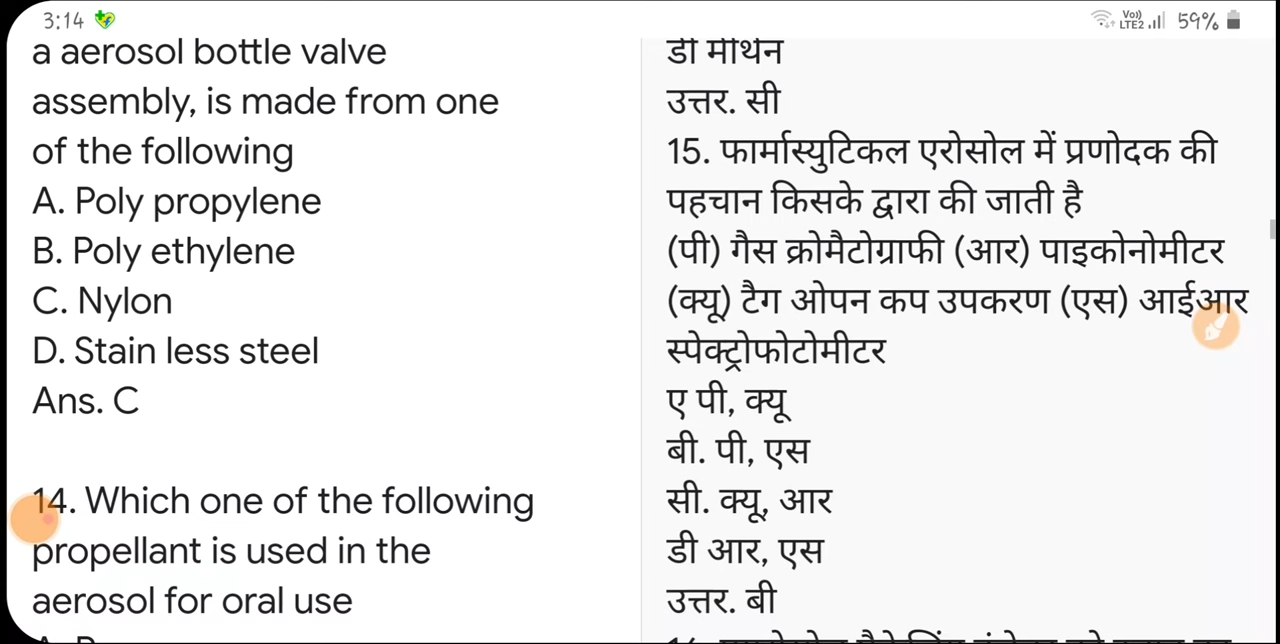 3:14
Vo)) LTE2 59%
a aerosol bottle valve
assembly, is made from one
of the following
A. Poly propylene
B. Poly ethylene
C. Nylon
D. Stain less steel
Ans. C
14. Which one of the following
propellant is used in the
aerosol for oral use
डी मीथेन
उत्तर. सी
15. फार्मास्युटिकल एरोसोल में प्रणोदक की
पहचान किसके द्वारा की जाती है
(पी) गैस क्रोमैटोग्राफी (आर) पाइकोनोमीटर
(क्यू) टैग ओपन कप उपकरण (एस) आईआर
स्पेक्ट्रोफोटोमीटर
ए पी, क्यू
बी. पी, एस
सी. क्यू, आर
डी आर, एस
उत्तर. बी